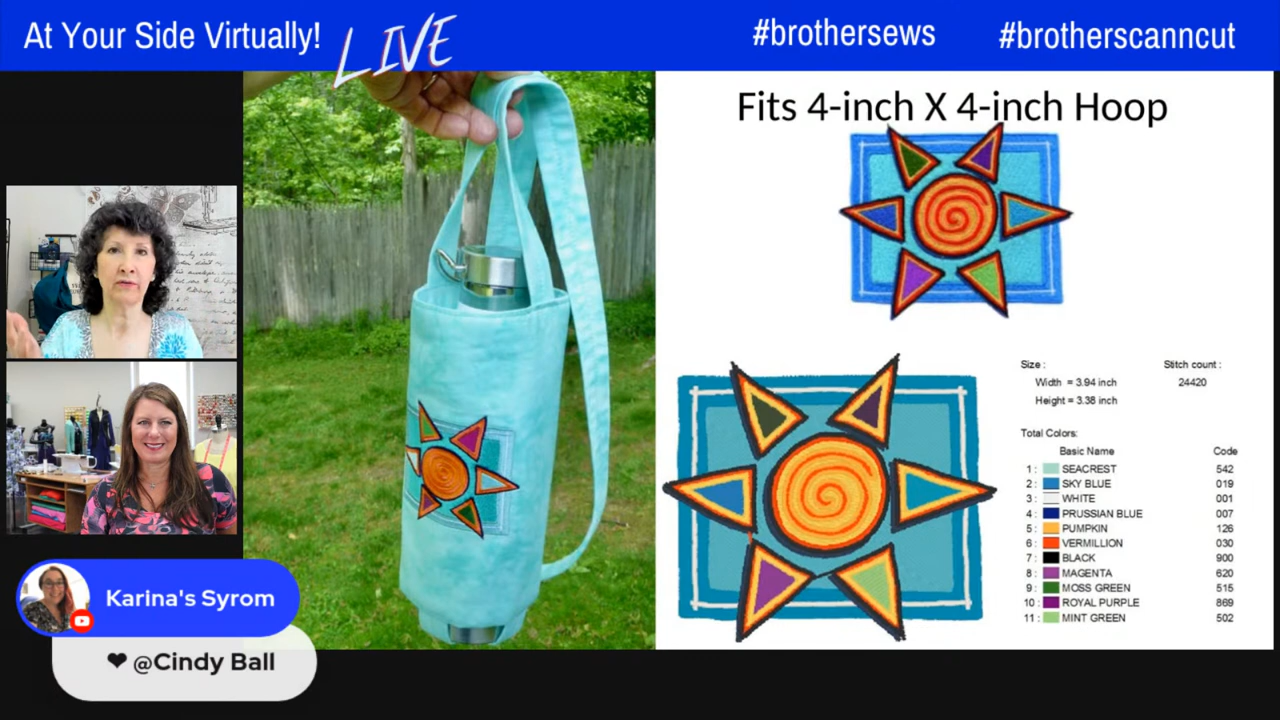 At Your Side Virtually!
LIVE
#brothersews
#brotherscanncut
Fits 4-inch X 4-inch Hoop
Size :
Width = 3.94 inch
Height = 3.38 inch
Stitch count :
24420
Total Colors:
Basic Name Code
1 : SEACREST 542
2 : SKY BLUE 019
3 : WHITE 001
4 : PRUSSIAN BLUE 007
5 : PUMPKIN 126
6 : VERMILLION 030
7 : BLACK 900
8 : MAGENTA 620
9 : MOSS GREEN 515
10 : ROYAL PURPLE 869
11 : MINT GREEN 502
Karina's Syrom
❤ @Cindy Ball